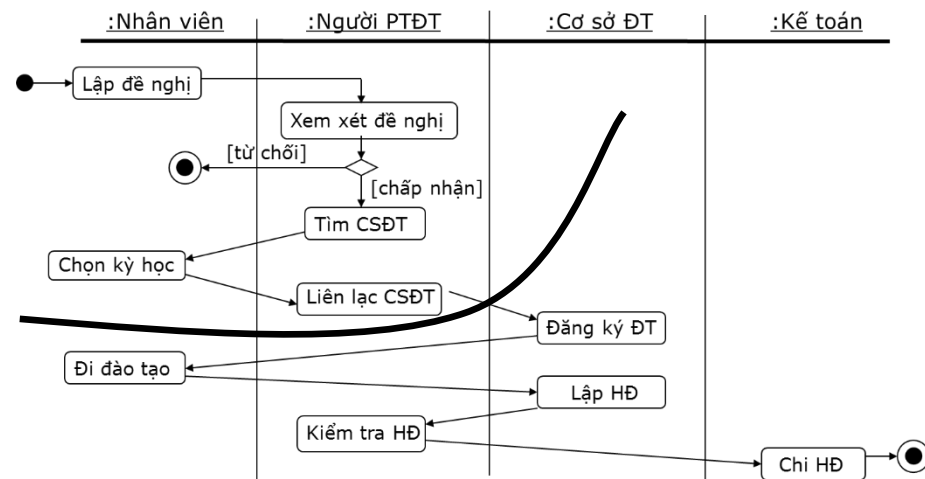 :Nhân viên
:Người PTĐT
:Cơ sở ĐT
:Kế toán
Lập đề nghị
Xem xét đề nghị
[từ chối]
[chấp nhận]
Tìm CSĐT
Chọn kỳ học
Liên lạc CSĐT
Đăng ký ĐT
Đi đào tạo
Lập HĐ
Kiểm tra HĐ
Chi HĐ